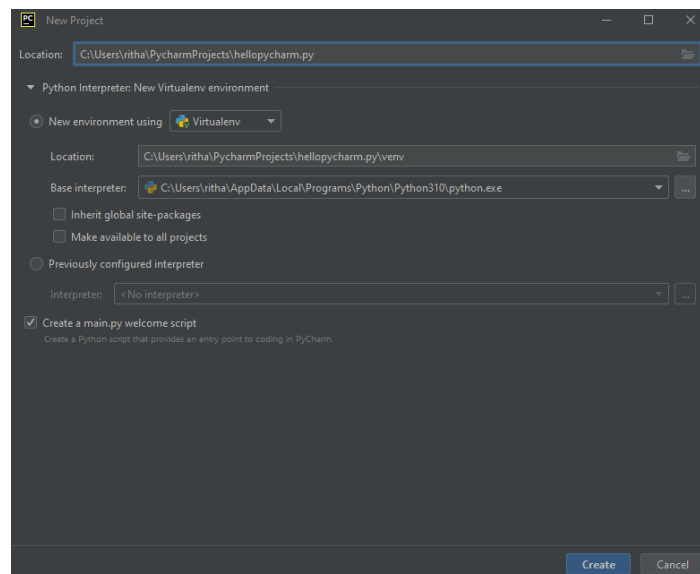 PC New Project
Location: C:\Users\ritha\PycharmProjects\hellopycharm.py
Python Interpreter: New Virtualenv environment
New environment using Virtualenv
Location: C:\Users\ritha\PycharmProjects\hellopycharm.py\venv
Base interpreter: C:\Users\ritha\AppData\Local\Programs\Python\Python310\python.exe ...
Inherit global site-packages
Make available to all projects
Previously configured interpreter
Interpreter: <No interpreter> ...
Create a main.py welcome script
Create a Python script that provides an entry point to coding in PyCharm.
Create Cancel